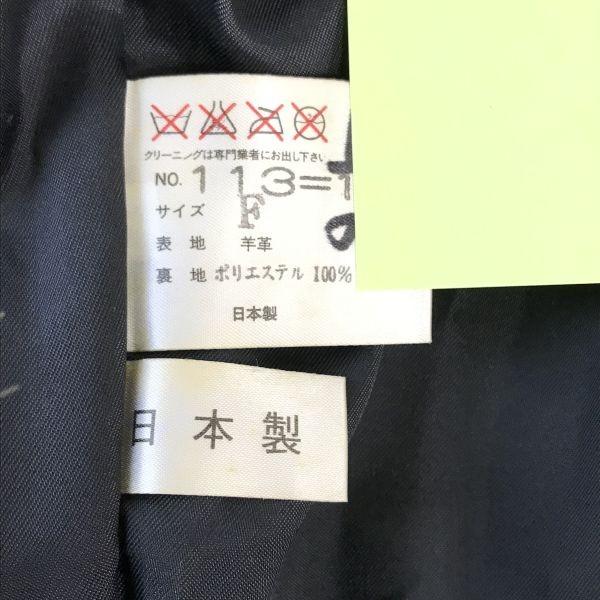 クリーニングは専門業者にお出し下さい
NO. 113=1
サイズ F
表地 羊革
裏地 ポリエステル 100%
日本製
日本製